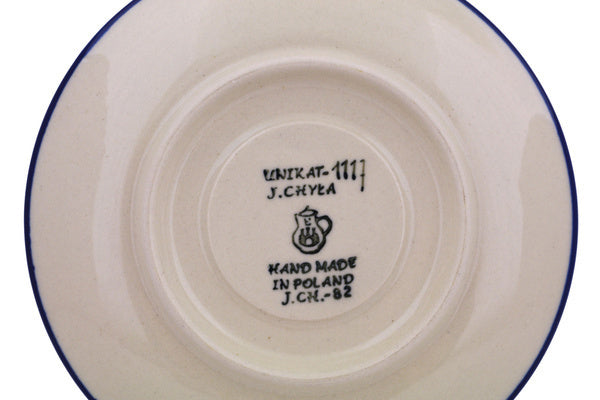 UNIKAT-1117
J.CHYŁA
HAND MADE
IN POLAND
J.CH.-82